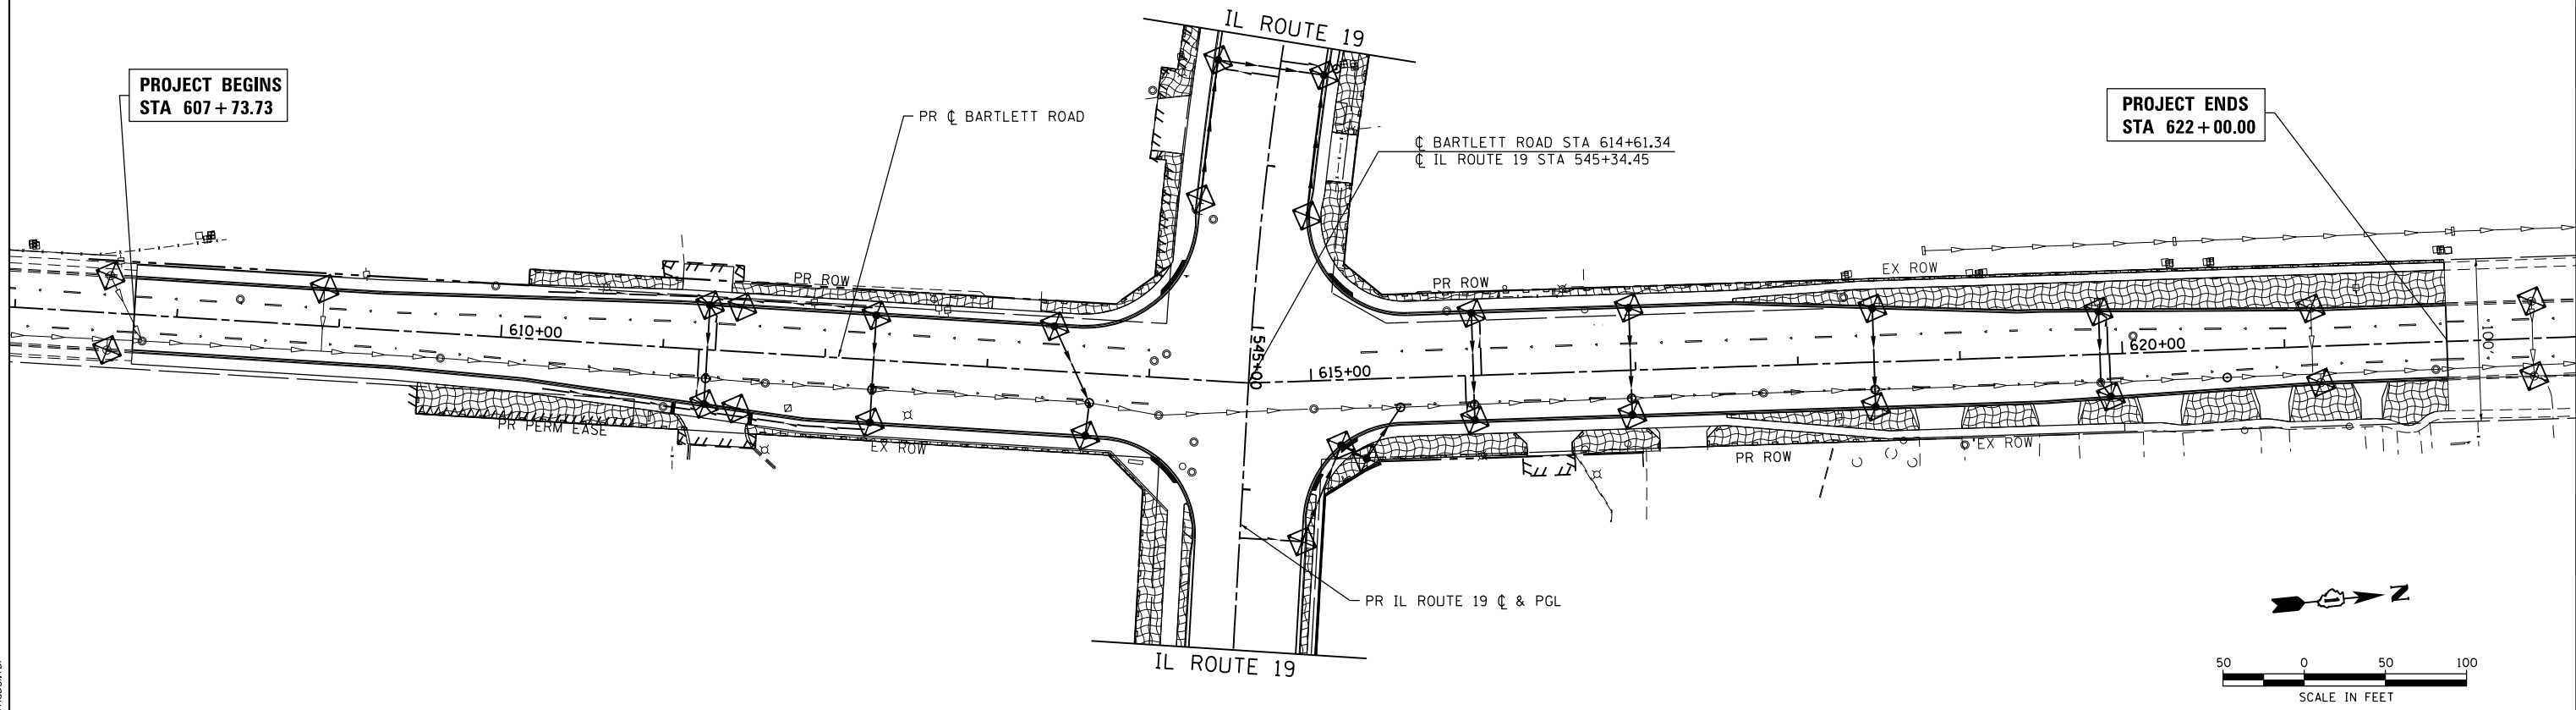 IL ROUTE 19
PROJECT BEGINS
STA 607+73.73
PR ℄ BARTLETT ROAD
℄ BARTLETT ROAD STA 614+61.34
℄ IL ROUTE 19 STA 545+34.45
PROJECT ENDS
STA 622+00.00
PR ROW
PR ROW
EX ROW
610+00
545+00
615+00
620+00
100'
PR PERM EASE
EX ROW
PR ROW
EX ROW
PR IL ROUTE 19 ℄ & PGL
IL ROUTE 19
N
50 0 50 100
SCALE IN FEET